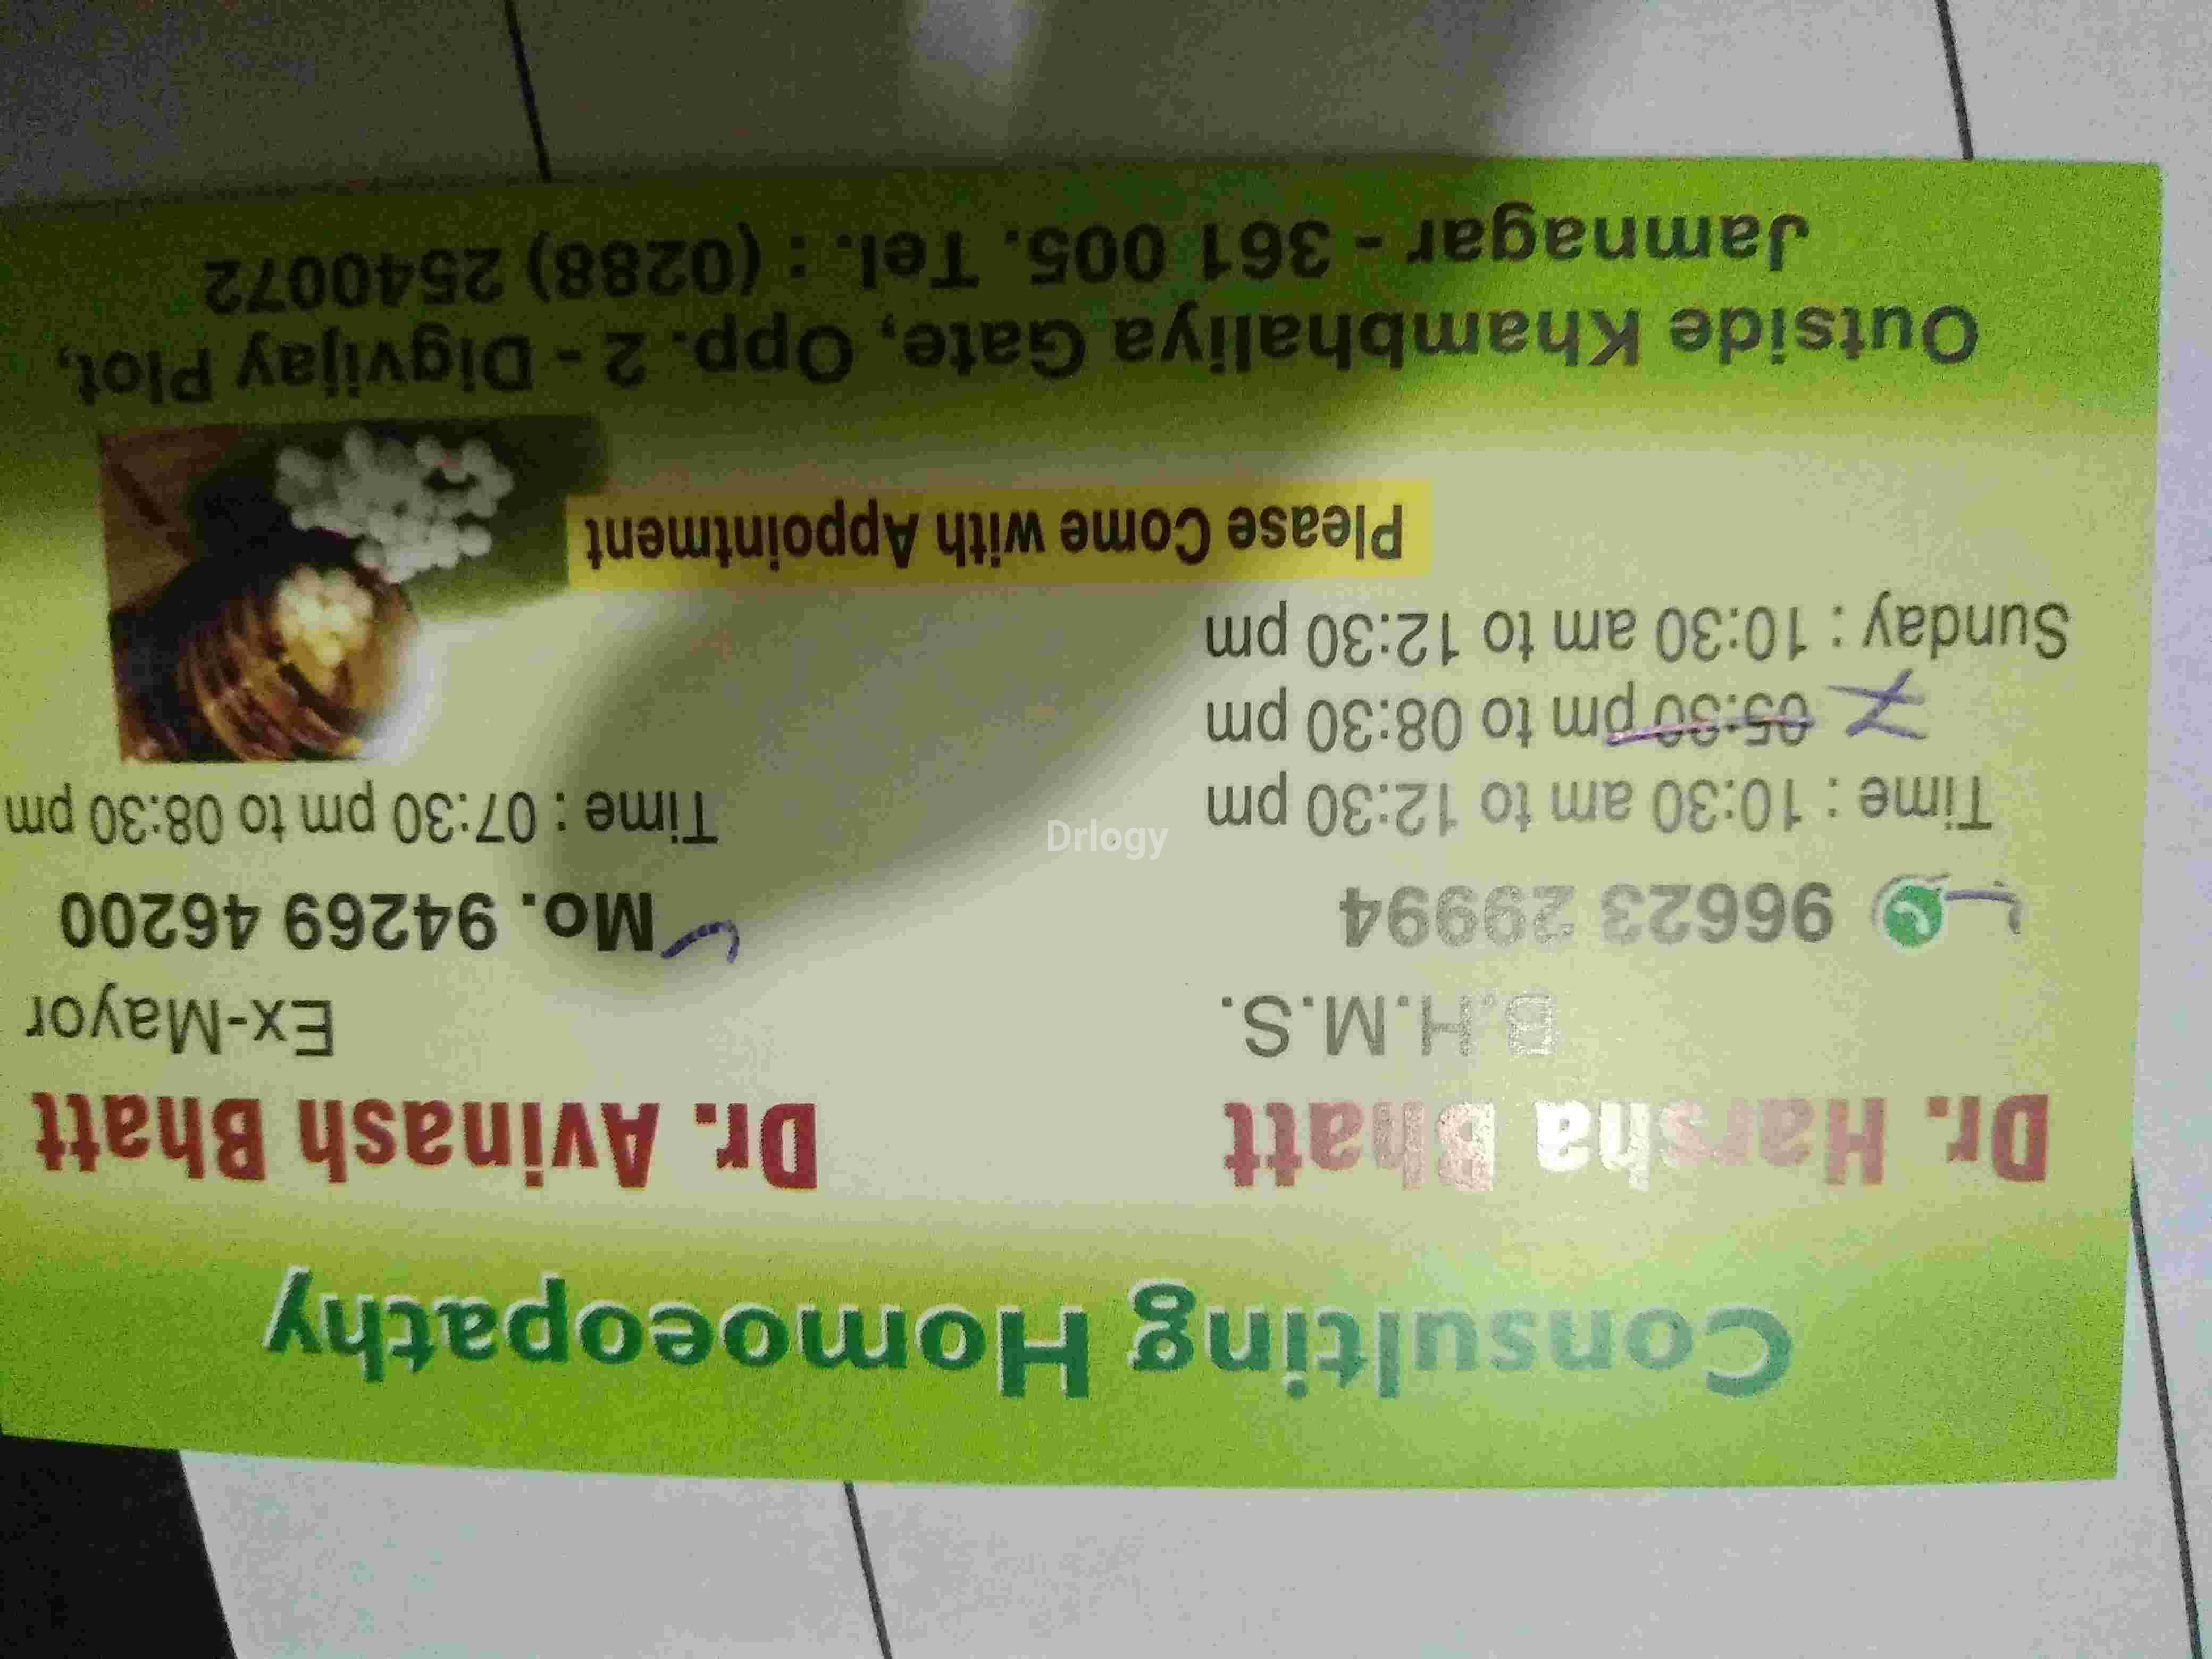 Consulting Homoeopathy
Dr. Harsha Bhatt
B.H.M.S.
96623 29994
Time : 10:30 am to 12:30 pm
05:30 pm to 08:30 pm
Sunday : 10:30 am to 12:30 pm
Dr. Avinash Bhatt
Ex-Mayor
Mo. 94269 46200
Time : 07:30 pm to 08:30 pm
Please Come with Appointment
Outside Khambhaliya Gate, Opp. 2 - Digvijay Plot,
Jamnagar - 361 005. Tel. : (0288) 2540072
Drlogy